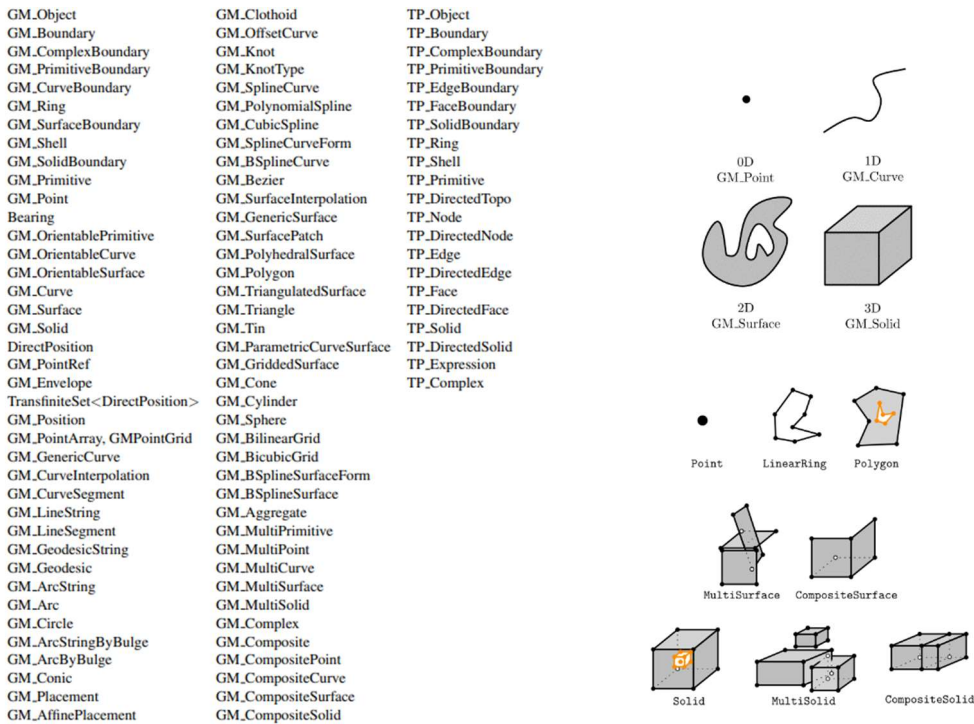 GM_Object
GM_Boundary
GM_ComplexBoundary
GM_PrimitiveBoundary
GM_CurveBoundary
GM_Ring
GM_SurfaceBoundary
GM_Shell
GM_SolidBoundary
GM_Primitive
GM_Point
Bearing
GM_OrientablePrimitive
GM_OrientableCurve
GM_OrientableSurface
GM_Curve
GM_Surface
GM_Solid
DirectPosition
GM_PointRef
GM_Envelope
TransfiniteSet<DirectPosition>
GM_Position
GM_PointArray, GMPointGrid
GM_GenericCurve
GM_CurveInterpolation
GM_CurveSegment
GM_LineString
GM_LineSegment
GM_GeodesicString
GM_Geodesic
GM_ArcString
GM_Arc
GM_Circle
GM_ArcStringByBulge
GM_ArcByBulge
GM_Conic
GM_Placement
GM_AffinePlacement
GM_Clothoid
GM_OffsetCurve
GM_Knot
GM_KnotType
GM_SplineCurve
GM_PolynomialSpline
GM_CubicSpline
GM_SplineCurveForm
GM_BSplineCurve
GM_Bezier
GM_SurfaceInterpolation
GM_GenericSurface
GM_SurfacePatch
GM_PolyhedralSurface
GM_Polygon
GM_TriangulatedSurface
GM_Triangle
GM_Tin
GM_ParametricCurveSurface
GM_GriddedSurface
GM_Cone
GM_Cylinder
GM_Sphere
GM_BilinearGrid
GM_BicubicGrid
GM_BSplineSurfaceForm
GM_BSplineSurface
GM_Aggregate
GM_MultiPrimitive
GM_MultiPoint
GM_MultiCurve
GM_MultiSurface
GM_MultiSolid
GM_Complex
GM_Composite
GM_CompositePoint
GM_CompositeCurve
GM_CompositeSurface
GM_CompositeSolid
TP_Object
TP_Boundary
TP_ComplexBoundary
TP_PrimitiveBoundary
TP_EdgeBoundary
TP_FaceBoundary
TP_SolidBoundary
TP_Ring
TP_Shell
TP_Primitive
TP_DirectedTopo
TP_Node
TP_DirectedNode
TP_Edge
TP_DirectedEdge
TP_Face
TP_DirectedFace
TP_Solid
TP_DirectedSolid
TP_Expression
TP_Complex
0D
GM_Point
1D
GM_Curve
2D
GM_Surface
3D
GM_Solid
Point
LinearRing
Polygon
MultiSurface
CompositeSurface
Solid
MultiSolid
CompositeSolid